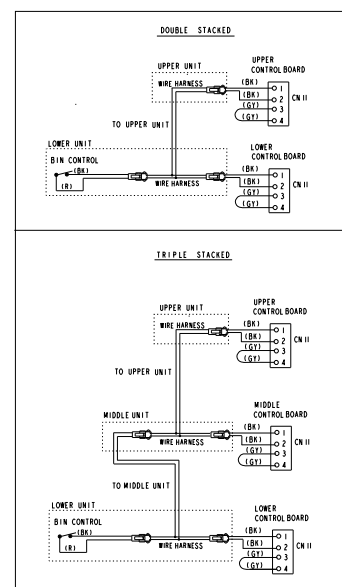 DOUBLE STACKED
UPPER UNIT
UPPER
CONTROL BOARD
WIRE HARNESS
(BK)
1
(BK)
2
CN 11
(GY)
3
(GY)
4
TO UPPER UNIT
LOWER UNIT
LOWER
CONTROL BOARD
BIN CONTROL
(BK)
(BK)
1
(BK)
2
CN 11
(R)
WIRE HARNESS
(GY)
3
(GY)
4
TRIPLE STACKED
UPPER UNIT
UPPER
CONTROL BOARD
WIRE HARNESS
(BK)
1
(BK)
2
CN 11
(GY)
3
(GY)
4
TO UPPER UNIT
MIDDLE UNIT
MIDDLE
CONTROL BOARD
(BK)
1
(BK)
2
CN 11
WIRE HARNESS
(GY)
3
(GY)
4
TO MIDDLE UNIT
LOWER UNIT
LOWER
CONTROL BOARD
BIN CONTROL
(BK)
(BK)
1
(BK)
2
CN 11
(R)
WIRE HARNESS
(GY)
3
(GY)
4